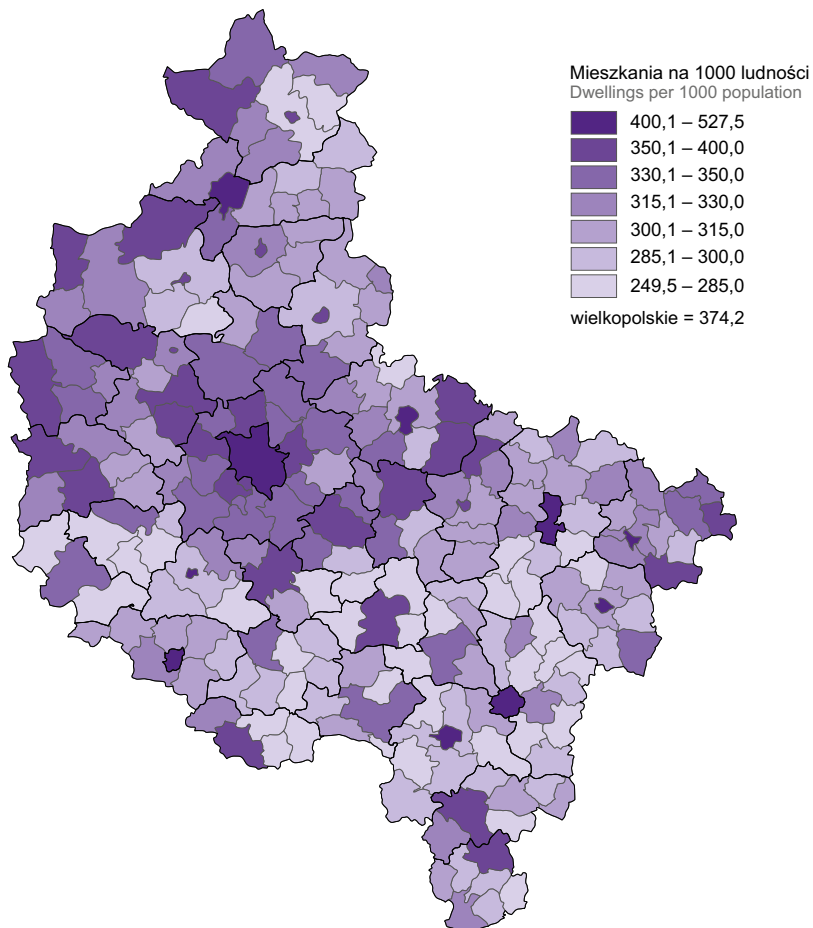 Mieszkania na 1000 ludności
Dwellings per 1000 population
400,1 – 527,5
350,1 – 400,0
330,1 – 350,0
315,1 – 330,0
300,1 – 315,0
285,1 – 300,0
249,5 – 285,0
wielkopolskie = 374,2